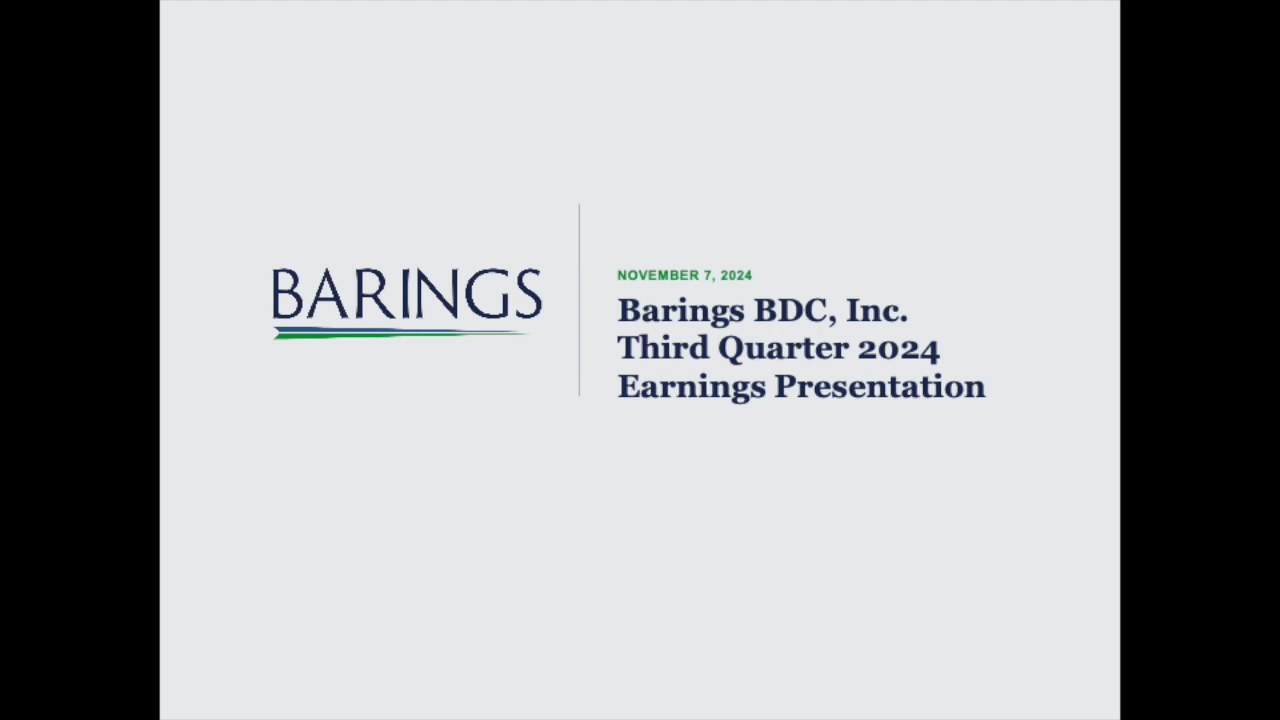 BARINGS
NOVEMBER 7, 2024
Barings BDC, Inc.
Third Quarter 2024
Earnings Presentation